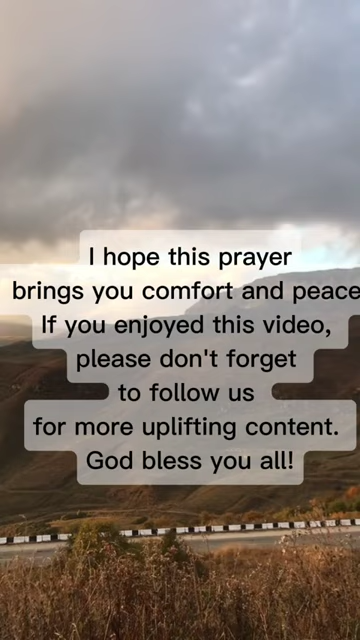 I hope this prayer
brings you comfort and peace
If you enjoyed this video,
please don't forget
to follow us
for more uplifting content.
God bless you all!